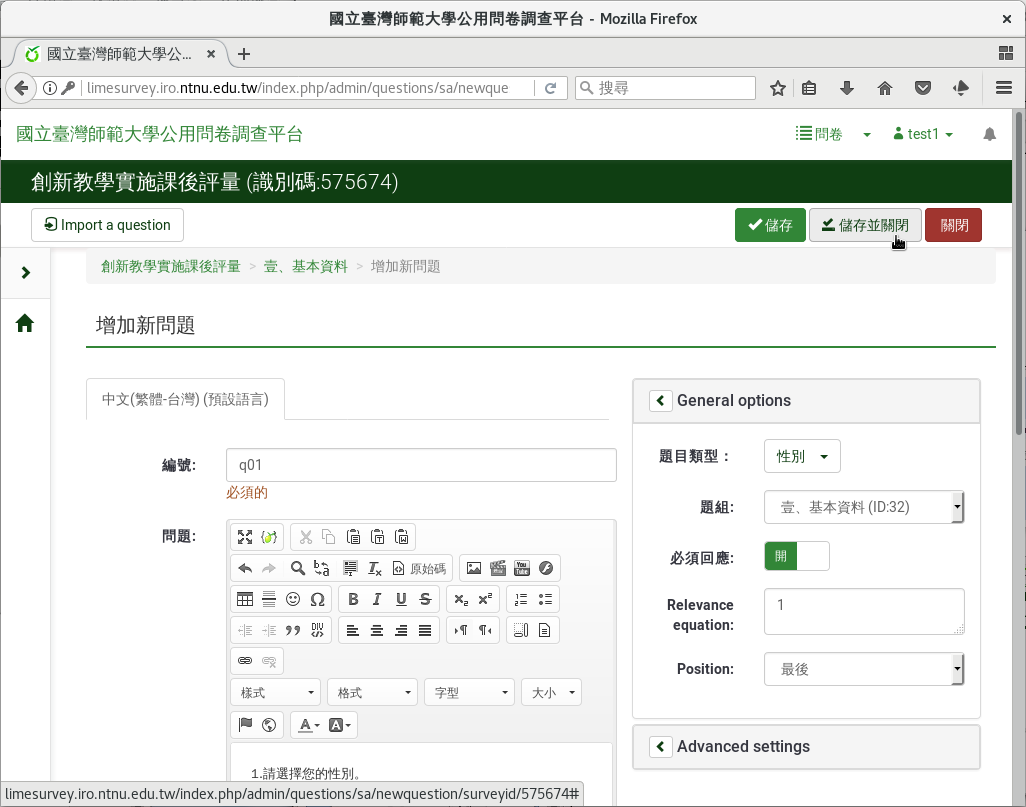 國立臺灣師範大學公用問卷調查平台 - Mozilla Firefox
國立臺灣師範大學公...
limesurvey.iro.ntnu.edu.tw/index.php/admin/questions/sa/newque
搜尋
國立臺灣師範大學公用問卷調查平台
問卷
test1
創新教學實施課後評量 (識別碼:575674)
Import a question
儲存
儲存並關閉
關閉
創新教學實施課後評量 > 壹、基本資料 > 增加新問題
增加新問題
中文(繁體-台灣) (預設語言)
編號:
q01
必須的
問題:
原始碼
樣式
格式
字型
大小
1.請選擇您的性別。
General options
題目類型：
性別
題組:
壹、基本資料 (ID:32)
必須回應:
開
Relevance
equation:
1
Position:
最後
Advanced settings
limesurvey.iro.ntnu.edu.tw/index.php/admin/questions/sa/newquestion/surveyid/575674#